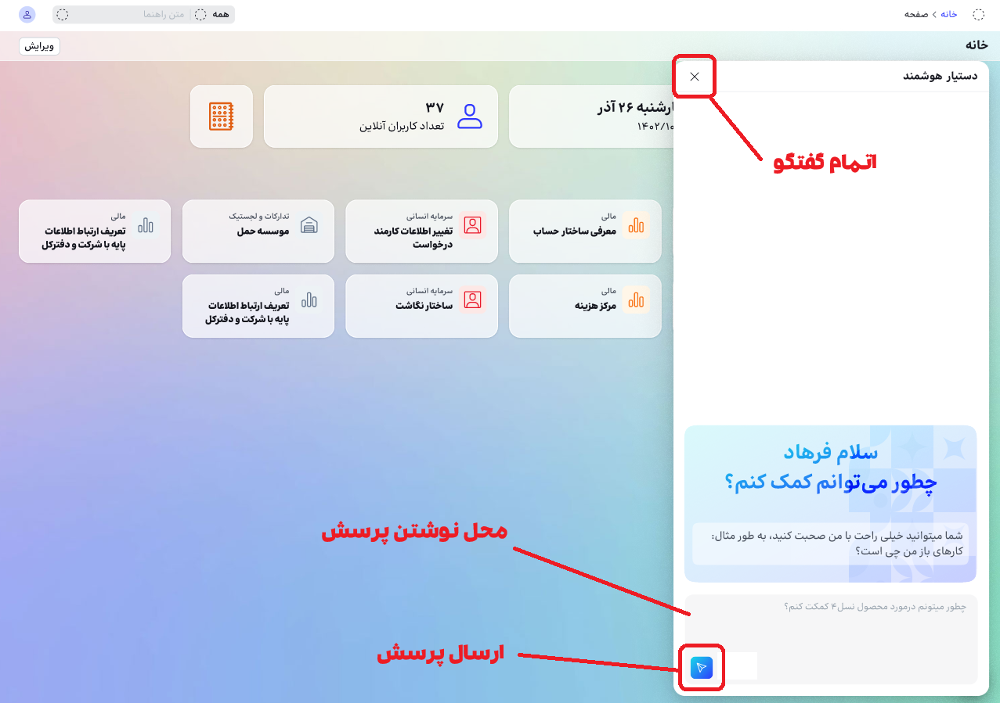 خانه > صفحه
همه
متن راهنما
خانه
ویرایش
دستیار هوشمند
اتمام گفتگو
۲۶ آذر
۳۷
تعداد کاربران آنلاین
مالی
معرفی ساختار حساب
سرمایه انسانی
تغییر اطلاعات کارمند
درخواست
تدارکات و لجستیک
موسسه حمل
مالی
تعریف ارتباط اطلاعات
پایه با شرکت و دفترکل
مالی
مرکز هزینه
سرمایه انسانی
ساختار نگاشت
مالی
تعریف ارتباط اطلاعات
پایه با شرکت و دفترکل
سلام فرهاد
چطور می‌توانم کمک کنم؟
شما میتوانید خیلی راحت با من صحبت کنید، به طور مثال:
کارهای باز من چی است؟
محل نوشتن پرسش
چطور میتونم درمورد محصول نسل۴ کمکت کنم؟
ارسال پرسش